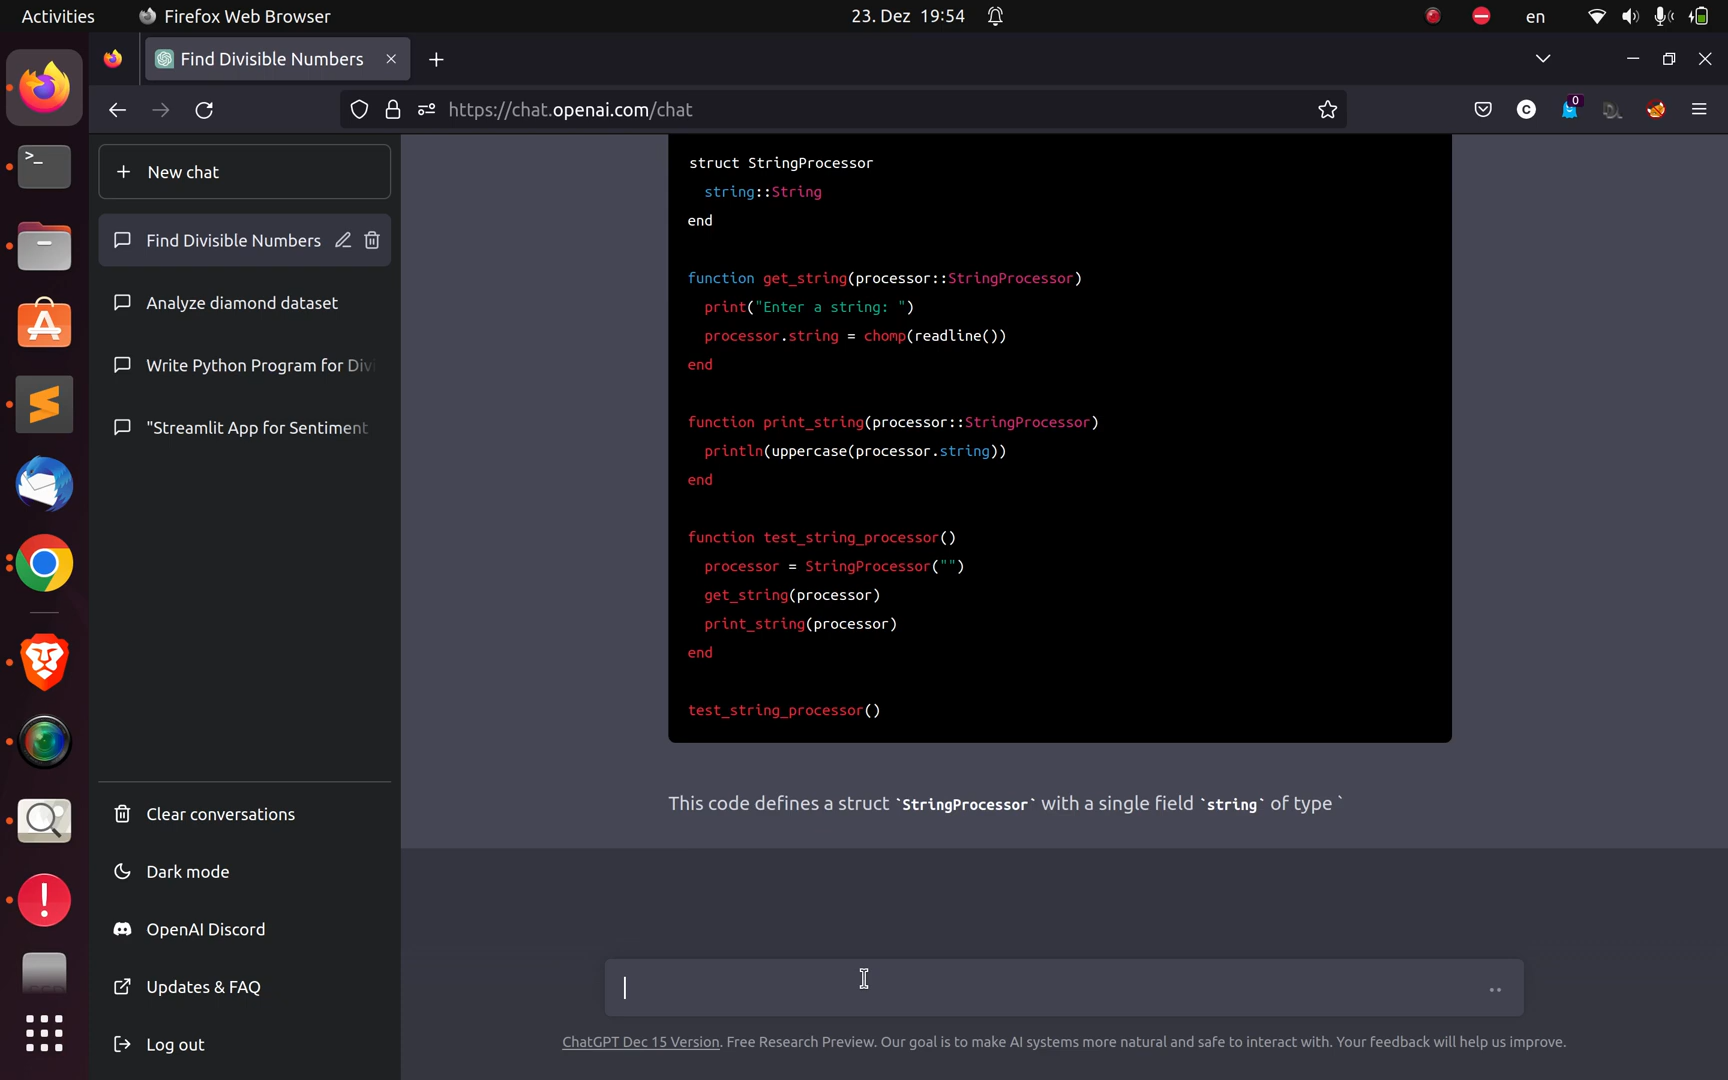 Activities
Firefox Web Browser
23. Dez 19:54
en
Find Divisible Numbers
https://chat.openai.com/chat
0
New chat
Find Divisible Numbers
Analyze diamond dataset
Write Python Program for Divi
"Streamlit App for Sentiment
Clear conversations
Dark mode
OpenAI Discord
Updates & FAQ
Log out
struct StringProcessor
string::String
end
function get_string(processor::StringProcessor)
print("Enter a string: ")
processor.string = chomp(readline())
end
function print_string(processor::StringProcessor)
println(uppercase(processor.string))
end
function test_string_processor()
processor = StringProcessor("")
get_string(processor)
print_string(processor)
end
test_string_processor()
This code defines a struct `StringProcessor` with a single field `string` of type `
ChatGPT Dec 15 Version. Free Research Preview. Our goal is to make AI systems more natural and safe to interact with. Your feedback will help us improve.